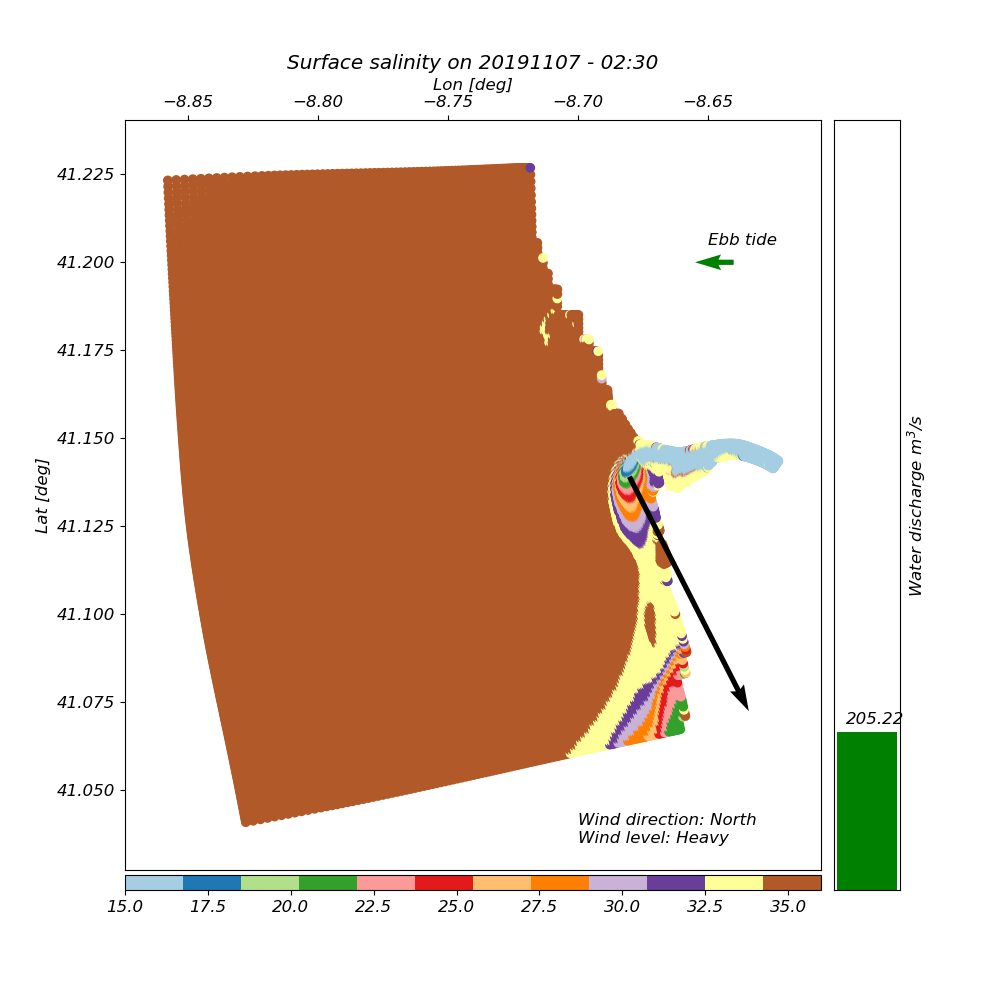 Surface salinity on 20191107 - 02:30
Lon [deg]
−8.85 −8.80 −8.75 −8.70 −8.65
41.225
41.200
41.175
41.150
41.125
41.100
41.075
41.050
Lat [deg]
Ebb tide
Wind direction: North
Wind level: Heavy
15.0 17.5 20.0 22.5 25.0 27.5 30.0 32.5 35.0
205.22
Water discharge m³/s